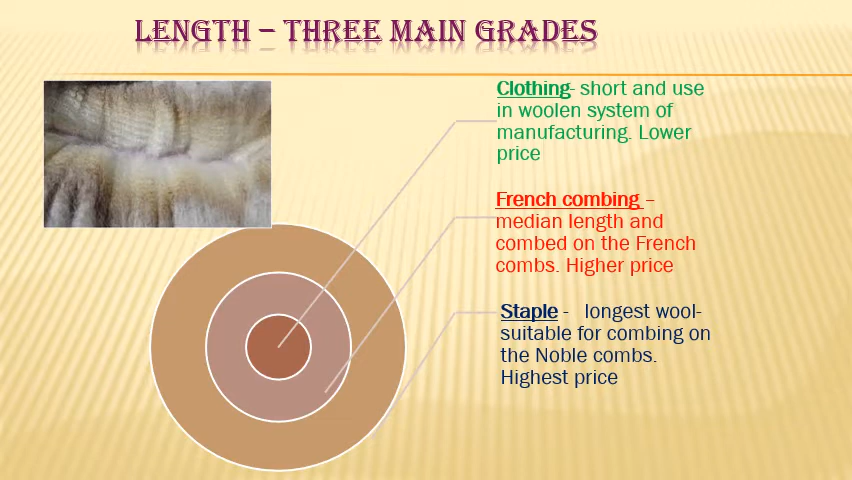 LENGTH – THREE MAIN GRADES
Clothing- short and use
in woolen system of
manufacturing. Lower
price
French combing –
median length and
combed on the French
combs. Higher price
Staple - longest wool-
suitable for combing on
the Noble combs.
Highest price